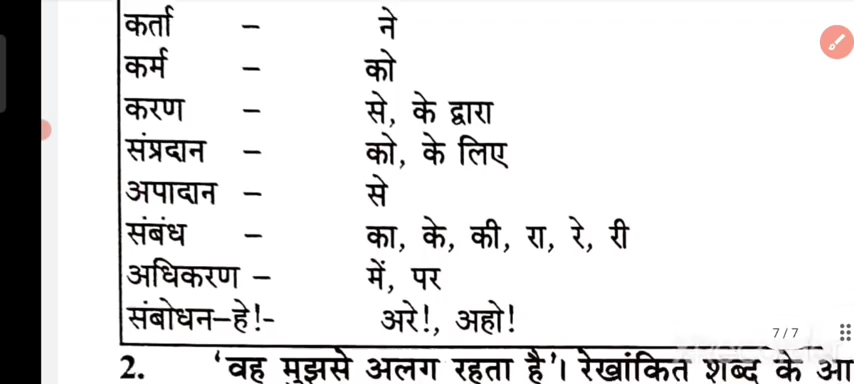 कर्ता – ने
कर्म – को
करण – से, के द्वारा
संप्रदान – को, के लिए
अपादान – से
संबंध – का, के, की, रा, रे, री
अधिकरण – में, पर
संबोधन–हे!- अरे!, अहो!
7 / 7
2. 'वह मुझसे अलग रहता है'। रेखांकित शब्द के आ